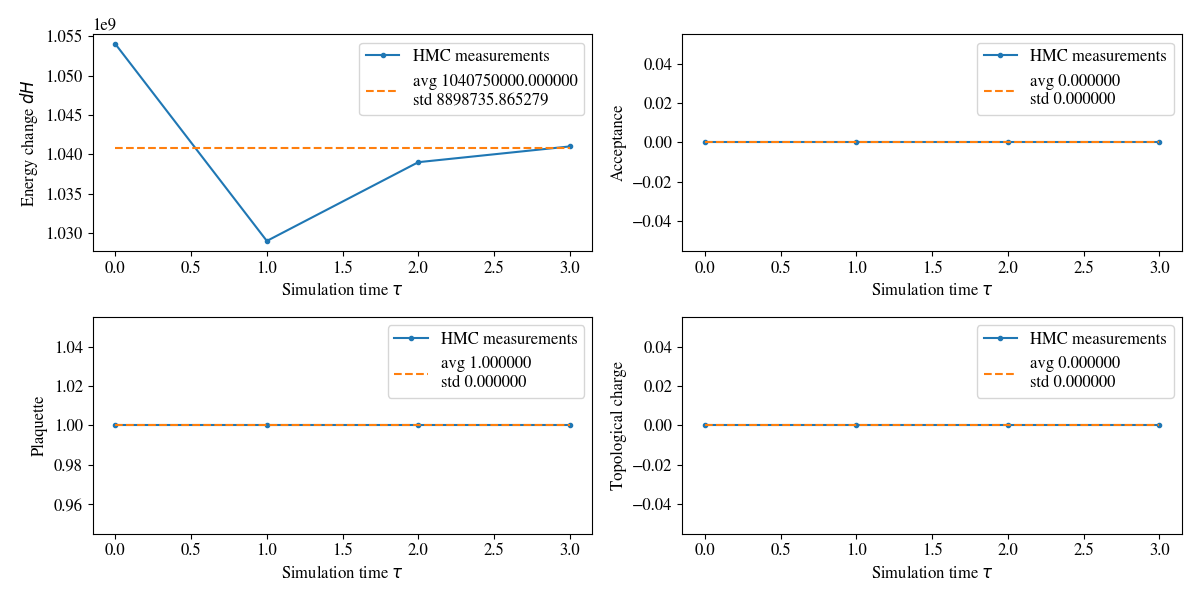 1e9
1.055
1.050
1.045
1.040
1.035
1.030
Energy change dH
HMC measurements
avg 1040750000.000000
std 8898735.865279
0.0 0.5 1.0 1.5 2.0 2.5 3.0
Simulation time τ
0.04
0.02
0.00
−0.02
−0.04
Acceptance
HMC measurements
avg 0.000000
std 0.000000
0.0 0.5 1.0 1.5 2.0 2.5 3.0
Simulation time τ
1.04
1.02
1.00
0.98
0.96
Plaquette
HMC measurements
avg 1.000000
std 0.000000
0.0 0.5 1.0 1.5 2.0 2.5 3.0
Simulation time τ
0.04
0.02
0.00
−0.02
−0.04
Topological charge
HMC measurements
avg 0.000000
std 0.000000
0.0 0.5 1.0 1.5 2.0 2.5 3.0
Simulation time τ